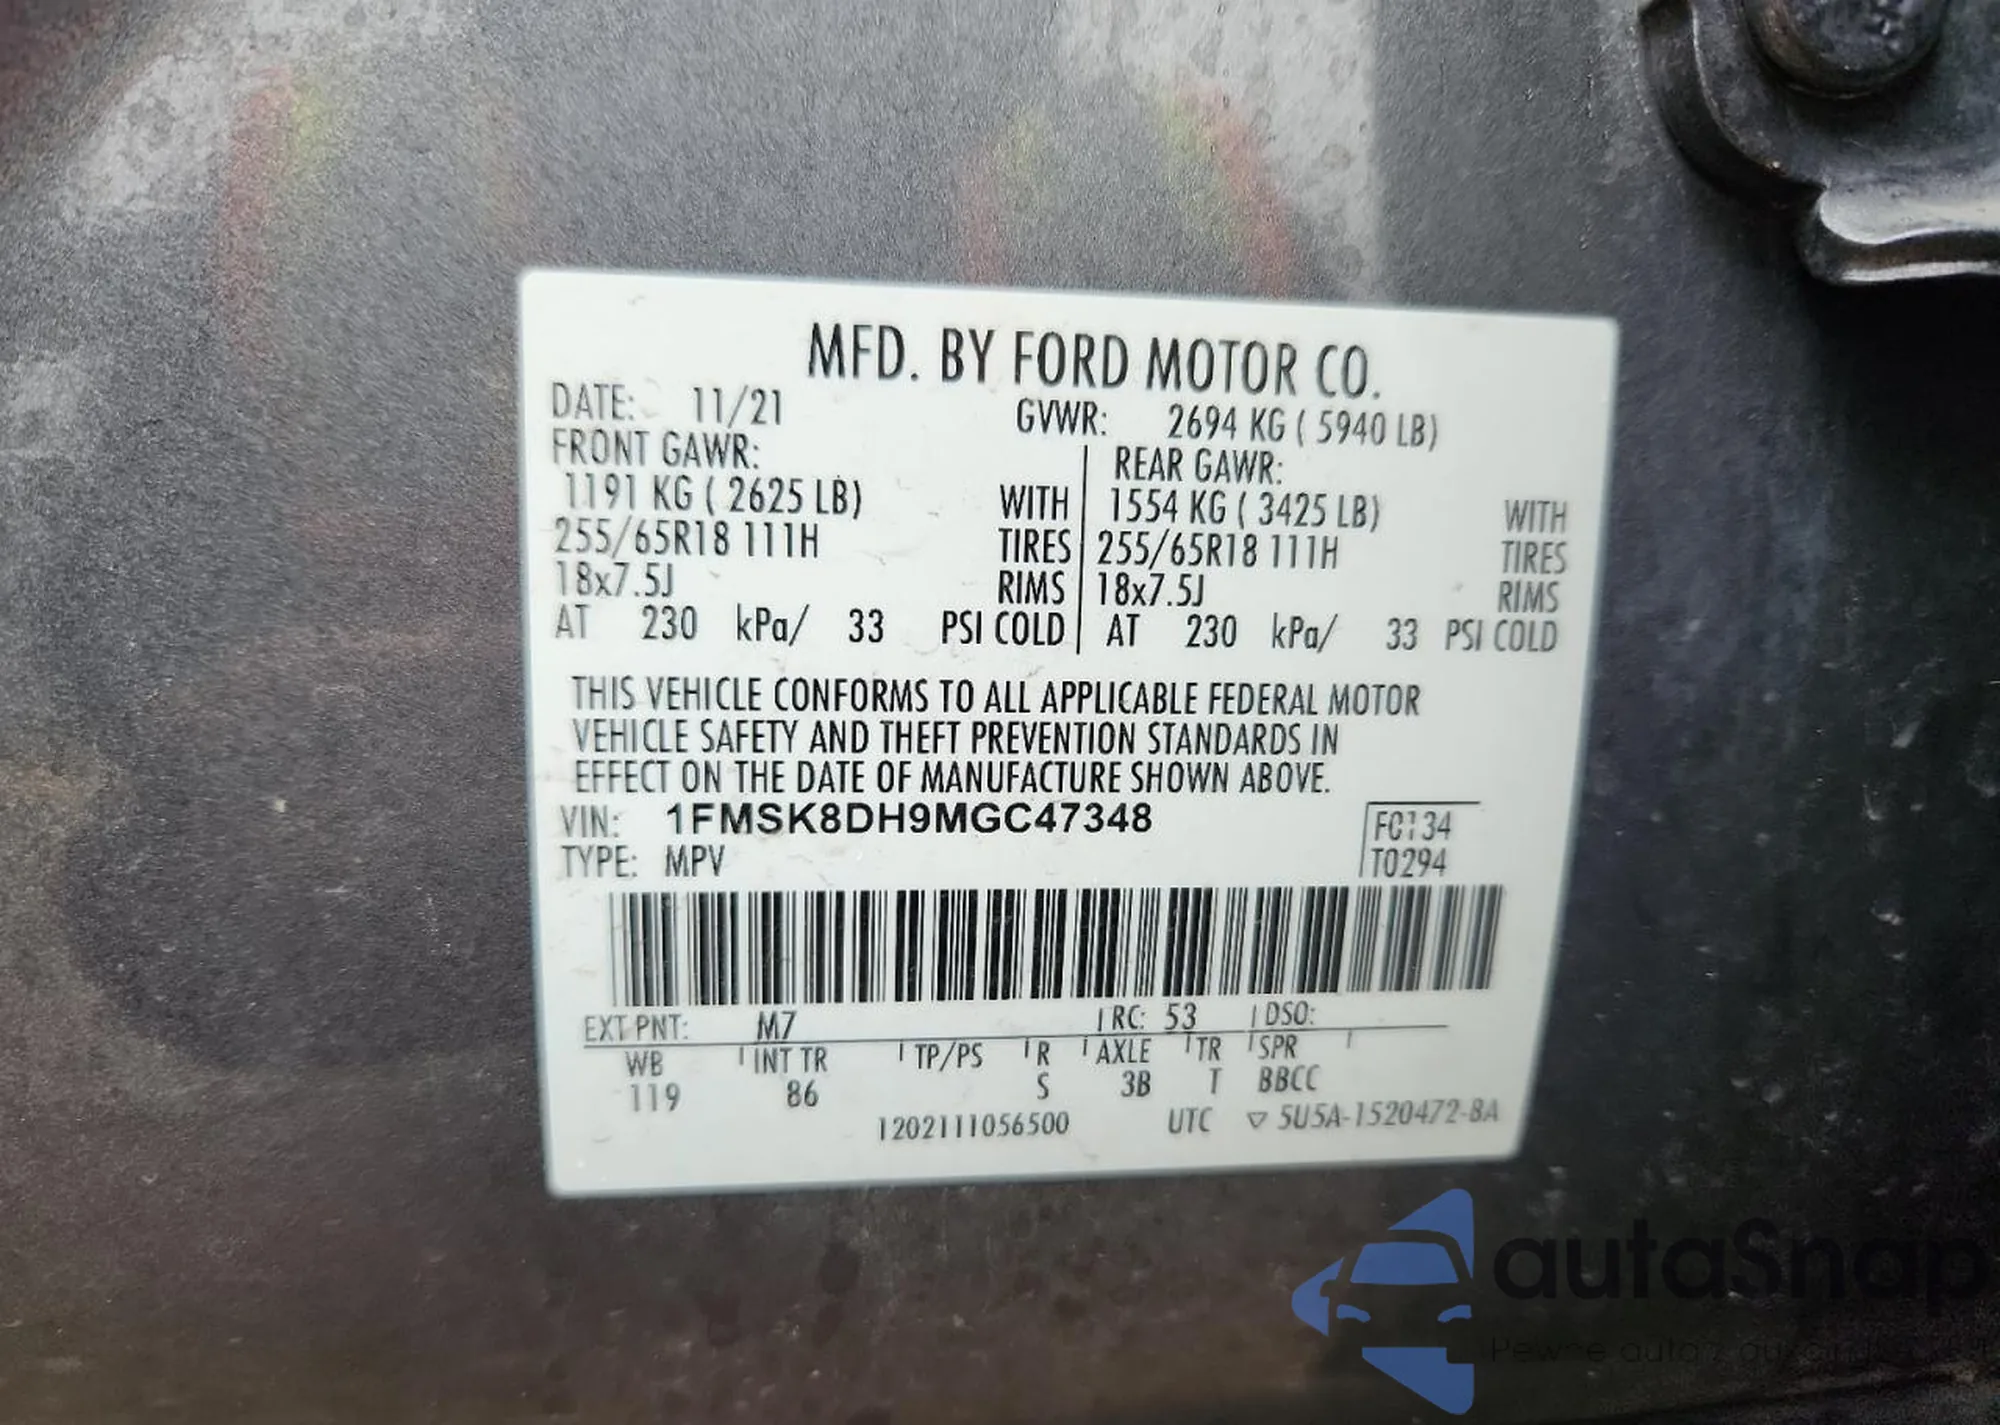 MFD. BY FORD MOTOR CO.
DATE: 11/21 GVWR: 2694 KG ( 5940 LB)
FRONT GAWR: REAR GAWR:
1191 KG ( 2625 LB) WITH 1554 KG ( 3425 LB) WITH
255/65R18 111H TIRES 255/65R18 111H TIRES
18x7.5J RIMS 18x7.5J RIMS
AT 230 kPa/ 33 PSI COLD AT 230 kPa/ 33 PSI COLD
THIS VEHICLE CONFORMS TO ALL APPLICABLE FEDERAL MOTOR
VEHICLE SAFETY AND THEFT PREVENTION STANDARDS IN
EFFECT ON THE DATE OF MANUFACTURE SHOWN ABOVE.
VIN: 1FMSK8DH9MGC47348 FC134
TYPE: MPV T0294
EXT PNT: M7 RC: 53 DSO:
WB INT TR TP/PS R AXLE TR SPR
119 86 S 3B T BBCC
1202111056500 UTC ▽ 5U5A-1520472-BA
autaSnap
Pewne auta z